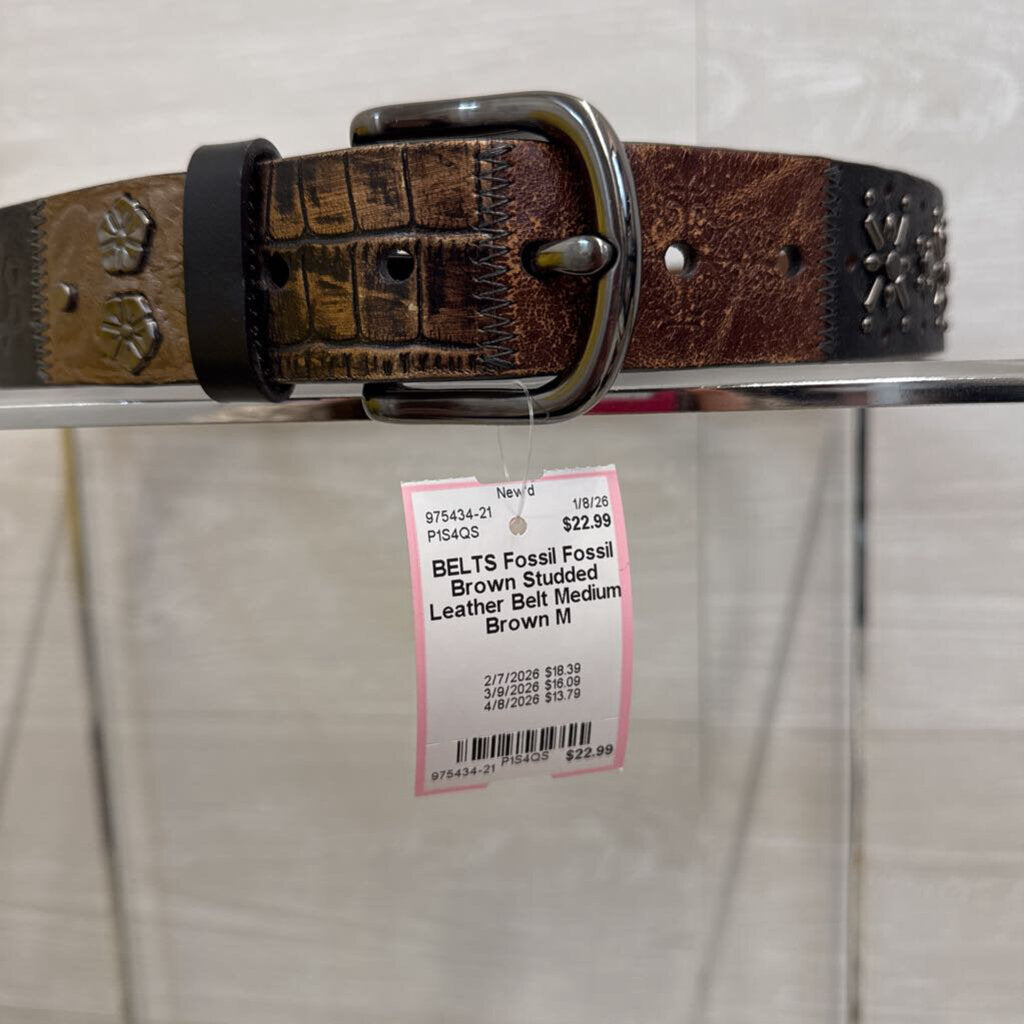 New'd
975434-21 1/8/26
P1S4QS $22.99
BELTS Fossil Fossil
Brown Studded
Leather Belt Medium
Brown M
2/7/2026 $18.39
3/9/2026 $16.09
4/8/2026 $13.79
975434-21 P1S4QS $22.99